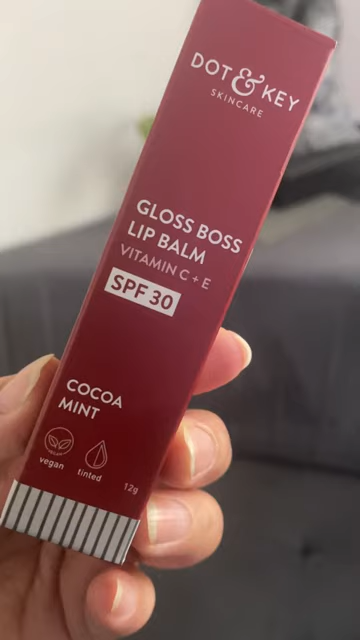 DOT & KEY
SKINCARE
GLOSS BOSS
LIP BALM
VITAMIN C + E
SPF 30
COCOA
MINT
vegan
tinted
12g